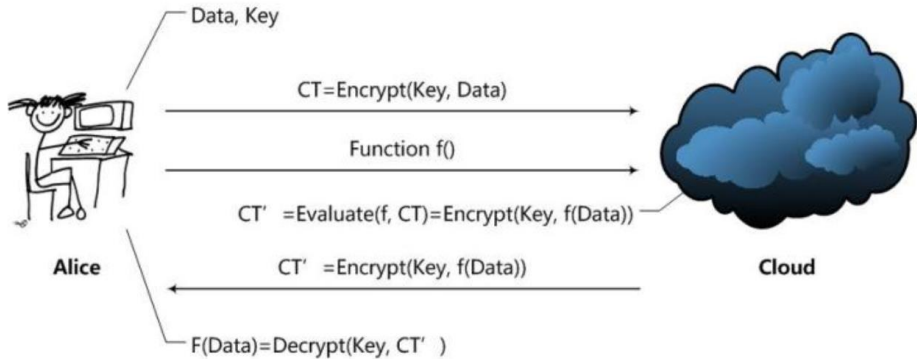 Data, Key
CT=Encrypt(Key, Data)
Function f()
CT' =Evaluate(f, CT)=Encrypt(Key, f(Data))
Alice
CT' =Encrypt(Key, f(Data))
Cloud
F(Data)=Decrypt(Key, CT' )